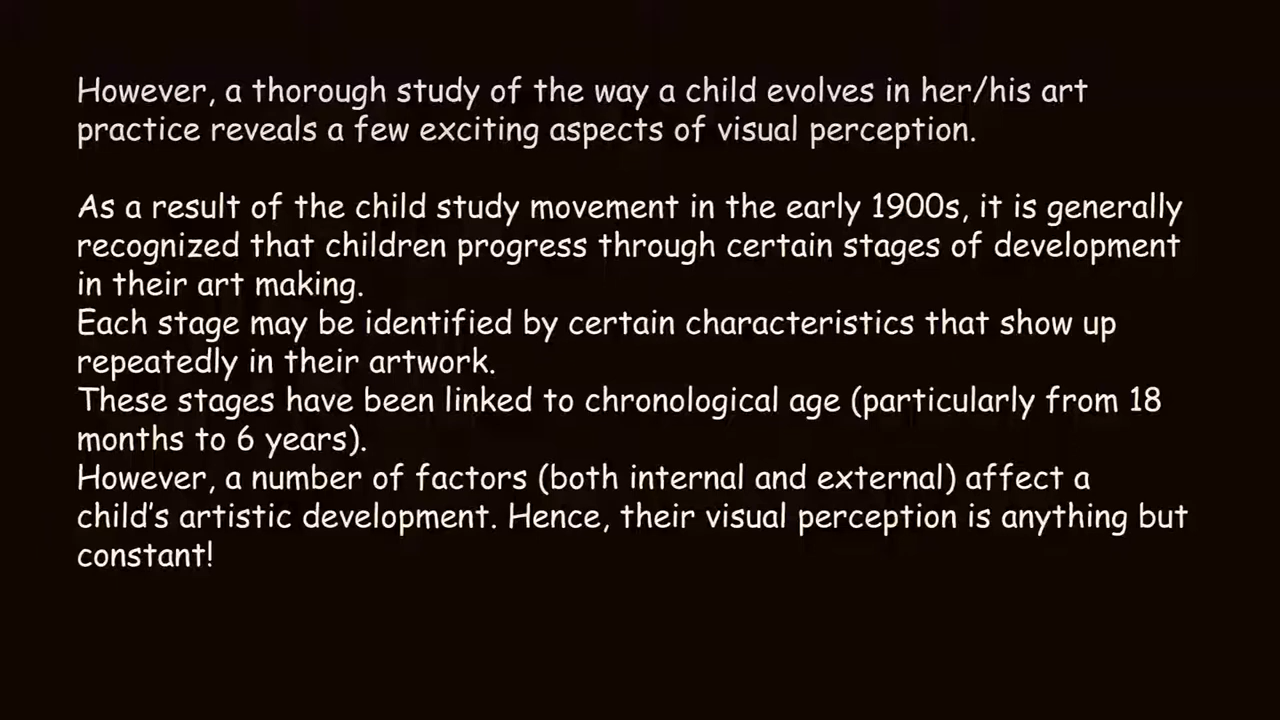 However, a thorough study of the way a child evolves in her/his art
practice reveals a few exciting aspects of visual perception.
As a result of the child study movement in the early 1900s, it is generally
recognized that children progress through certain stages of development
in their art making.
Each stage may be identified by certain characteristics that show up
repeatedly in their artwork.
These stages have been linked to chronological age (particularly from 18
months to 6 years).
However, a number of factors (both internal and external) affect a
child’s artistic development. Hence, their visual perception is anything but
constant!